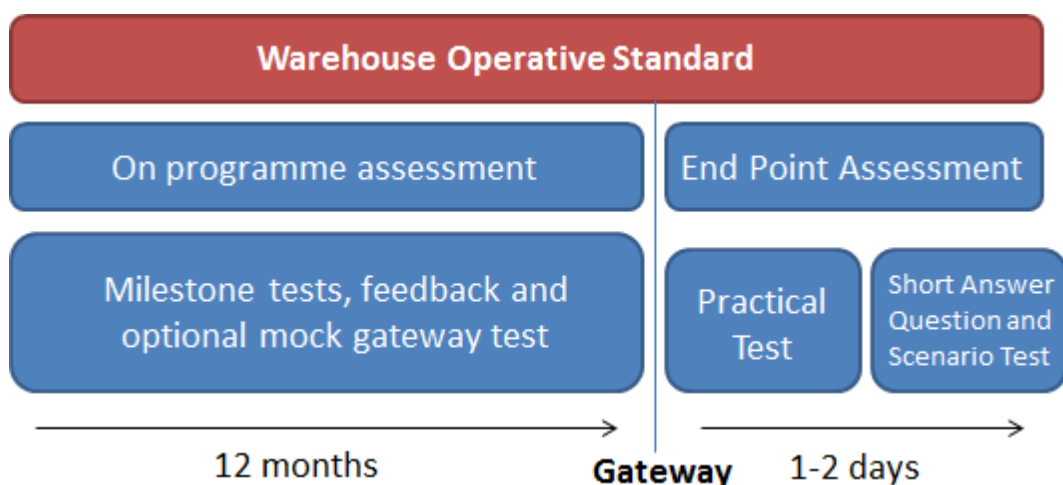 Warehouse Operative Standard
On programme assessment
End Point Assessment
Milestone tests, feedback and
optional mock gateway test
Practical
Test
Short Answer
Question and
Scenario Test
12 months
Gateway
1-2 days